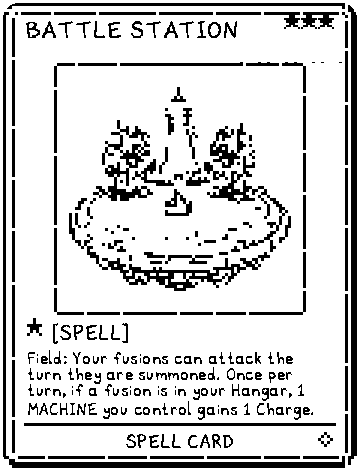 BATTLE STATION
[SPELL]
Field: Your fusions can attack the
turn they are summoned. Once per
turn, if a fusion is in your Hangar, 1
MACHINE you control gains 1 Charge.
SPELL CARD